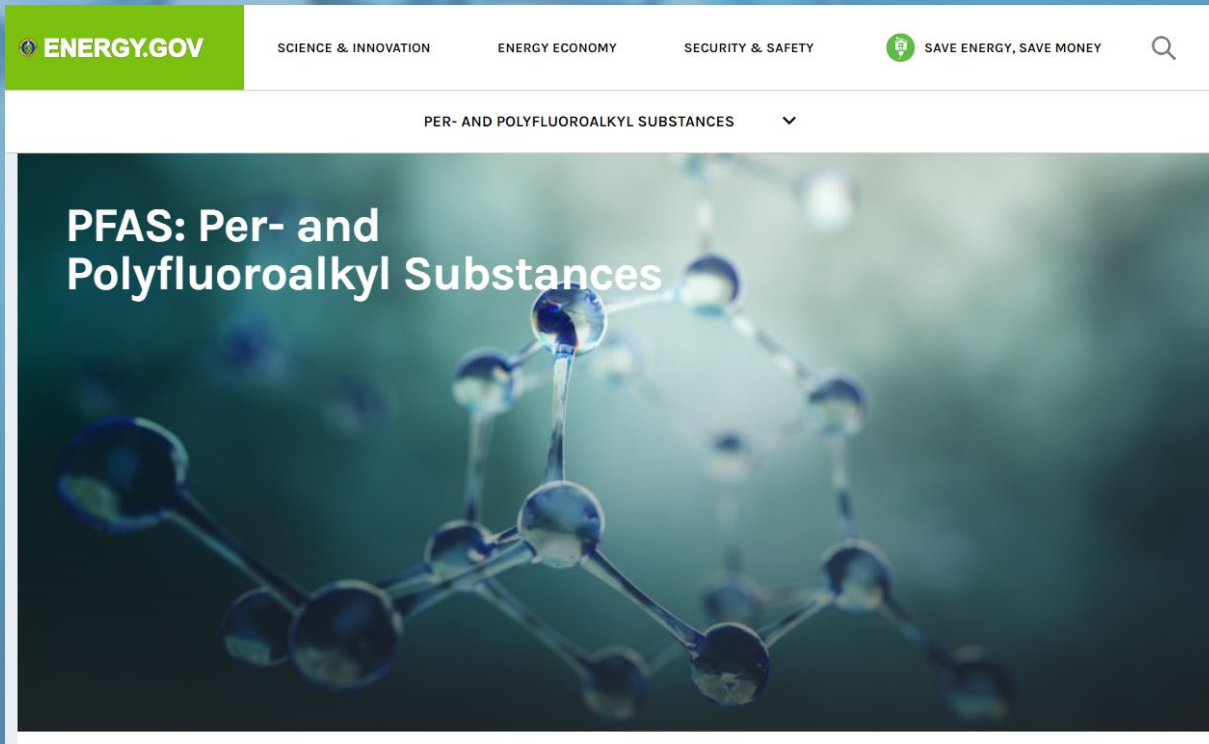 ENERGY.GOV
SCIENCE & INNOVATION
ENERGY ECONOMY
SECURITY & SAFETY
SAVE ENERGY, SAVE MONEY
PER- AND POLYFLUOROALKYL SUBSTANCES
PFAS: Per- and
Polyfluoroalkyl Substances